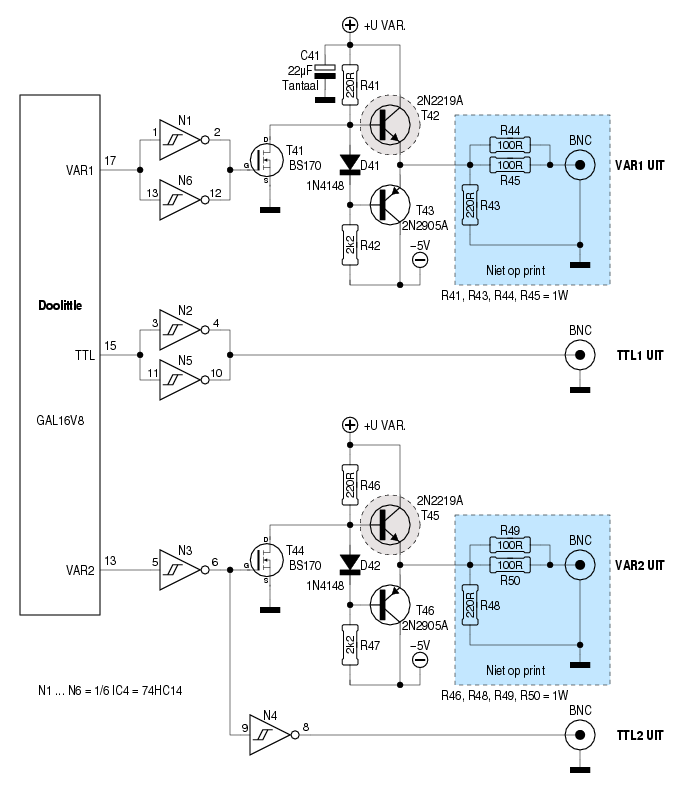 +U VAR.
C41
22µF
Tantaal
220R
R41
2N2219A
T42
N1
1
2
VAR1
17
N6
13
12
D
G
S
T41
BS170
D41
1N4148
T43
2N2905A
2k2
R42
−5V
R44
100R
100R
R45
220R
R43
BNC
VAR1 UIT
Niet op print
R41, R43, R44, R45 = 1W
Doolittle
GAL16V8
TTL
15
N2
3
4
N5
11
10
BNC
TTL1 UIT
+U VAR.
220R
R46
2N2219A
T45
VAR2
13
N3
5
6
D
G
S
T44
BS170
D42
1N4148
T46
2N2905A
2k2
R47
−5V
R49
100R
100R
R50
220R
R48
BNC
VAR2 UIT
Niet op print
R46, R48, R49, R50 = 1W
N1 ... N6 = 1/6 IC4 = 74HC14
N4
9
8
BNC
TTL2 UIT